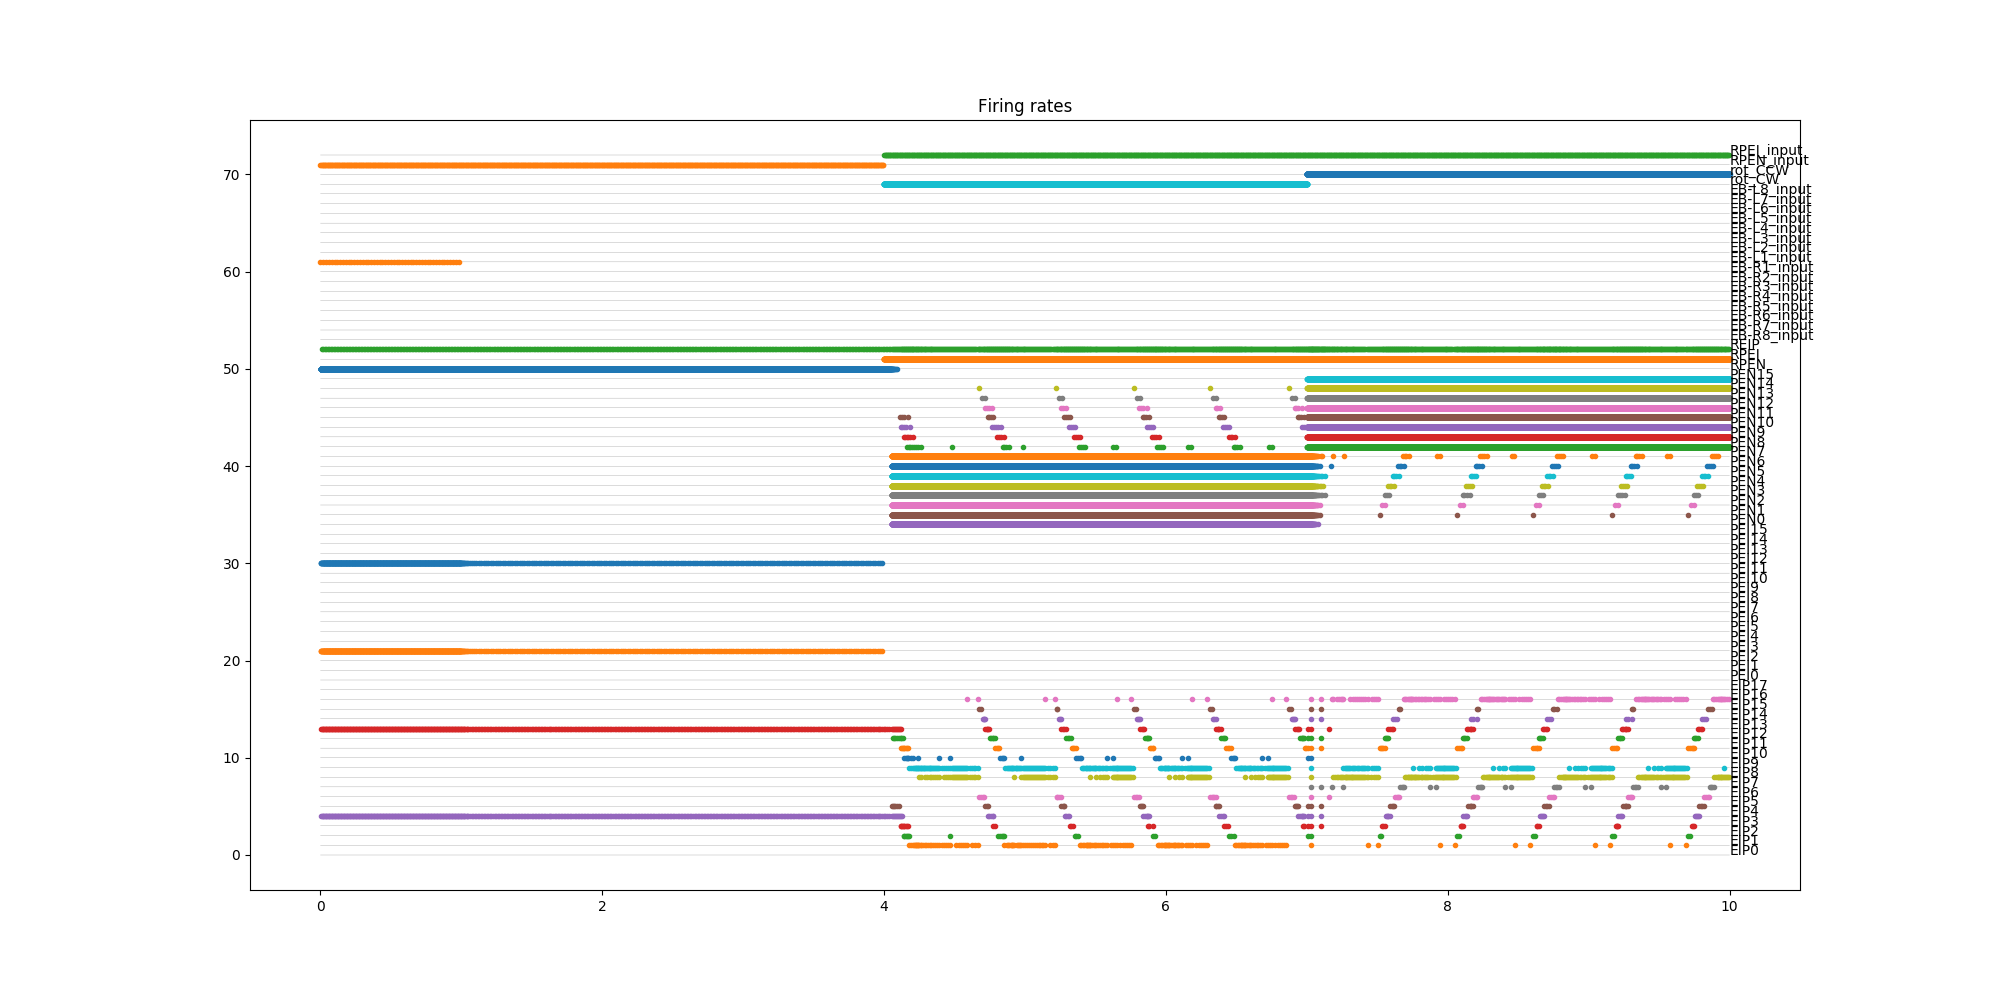 Firing rates
RPEI_input
RPEN_input
rot_CCW
rot_CW
EB-L8_input
EB-L7_input
EB-L6_input
EB-L5_input
EB-L4_input
EB-L3_input
EB-L2_input
EB-L1_input
EB-R1_input
EB-R2_input
EB-R3_input
EB-R4_input
EB-R5_input
EB-R6_input
EB-R7_input
EB-R8_input
REIP
RPEI
RPEN
PEN15
PEN14
PEN13
PEN12
PEN11
PEN10
PEN9
PEN8
PEN7
PEN6
PEN5
PEN4
PEN3
PEN2
PEN1
PEN0
PEI15
PEI14
PEI13
PEI12
PEI11
PEI10
PEI9
PEI8
PEI7
PEI6
PEI5
PEI4
PEI3
PEI2
PEI1
PEI0
EIP17
EIP16
EIP15
EIP14
EIP13
EIP12
EIP11
EIP10
EIP9
EIP8
EIP7
EIP6
EIP5
EIP4
EIP3
EIP2
EIP1
EIP0
70
60
50
40
30
20
10
0
0 2 4 6 8 10